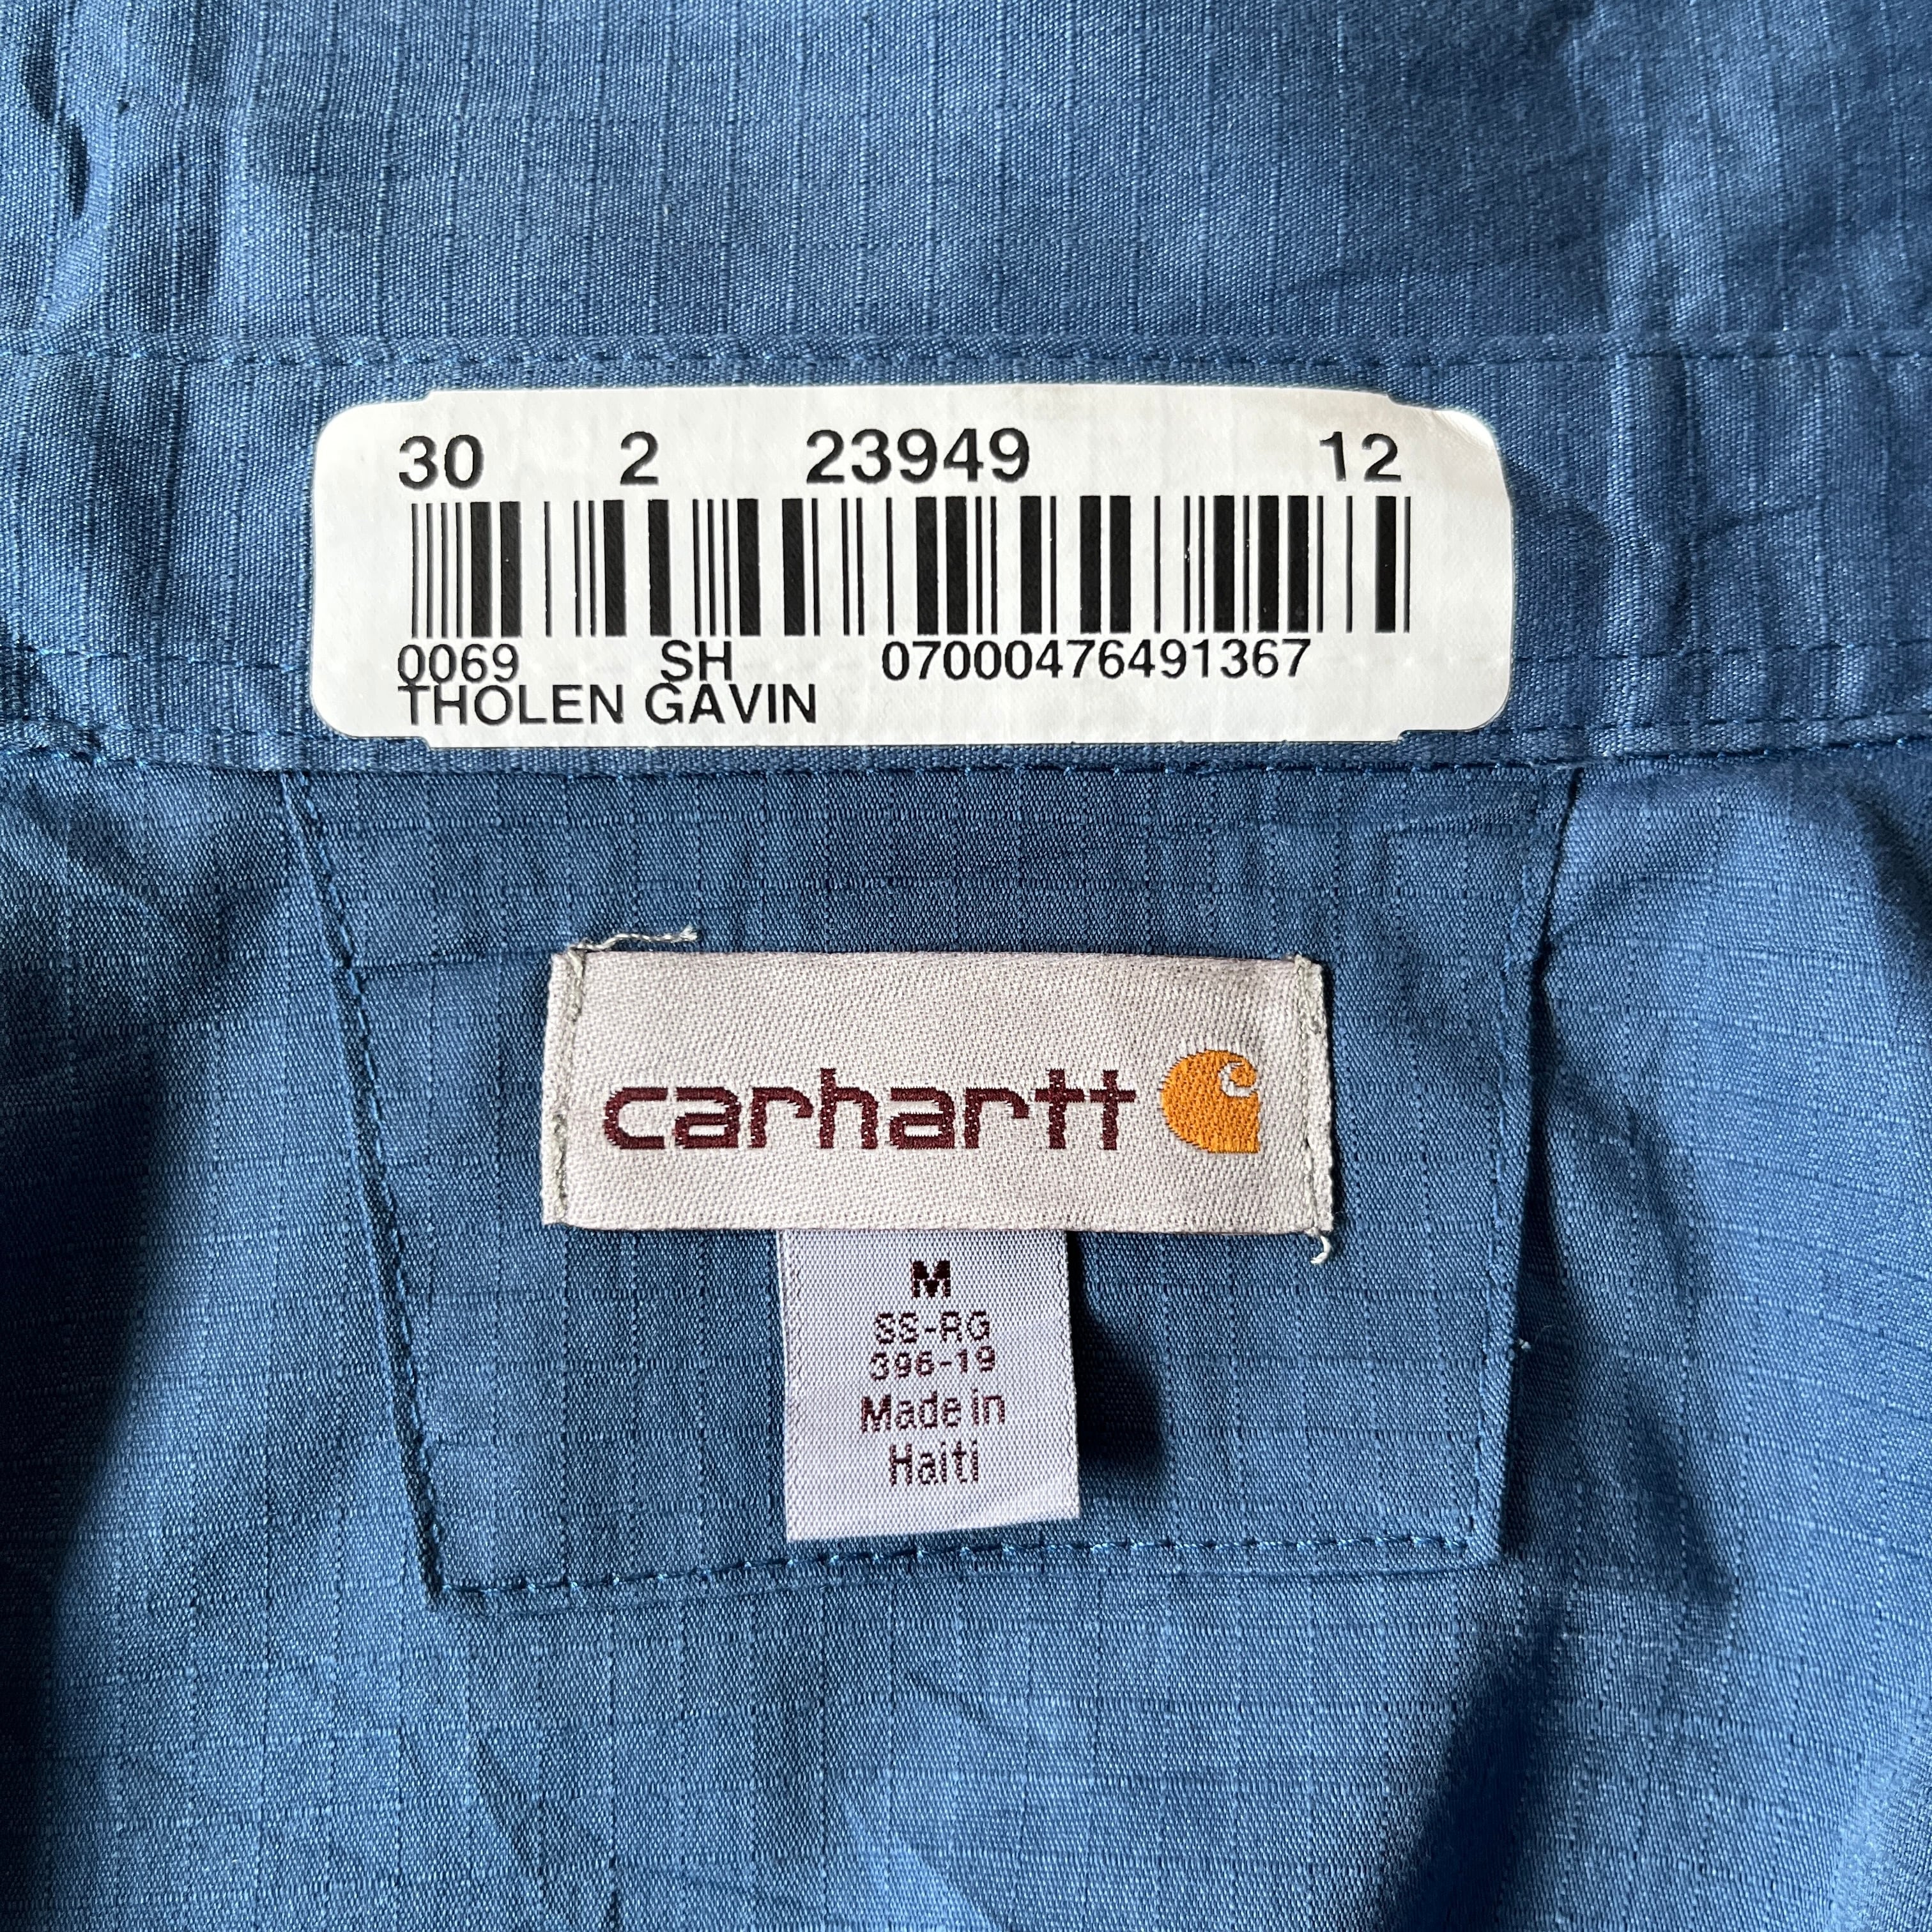 30 2 23949 12
0069 SH 07000476491367
THOLEN GAVIN
carhartt
M
SS-RG
396-19
Made in
Haiti